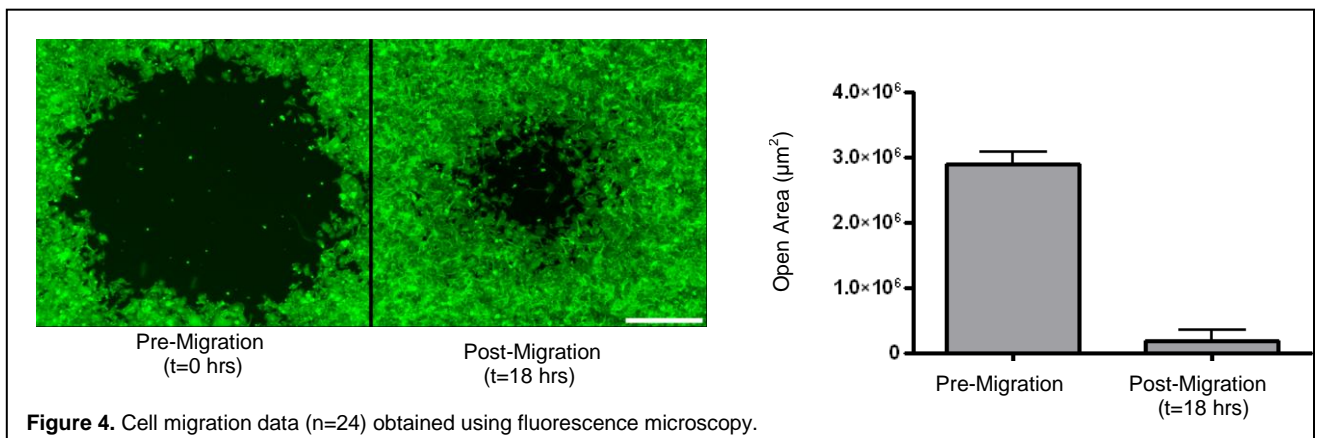 Pre-Migration
(t=0 hrs)
Post-Migration
(t=18 hrs)
Open Area (µm²)
4.0×10⁶
3.0×10⁶
2.0×10⁶
1.0×10⁶
0
Pre-Migration
Post-Migration
(t=18 hrs)
Figure 4. Cell migration data (n=24) obtained using fluorescence microscopy.